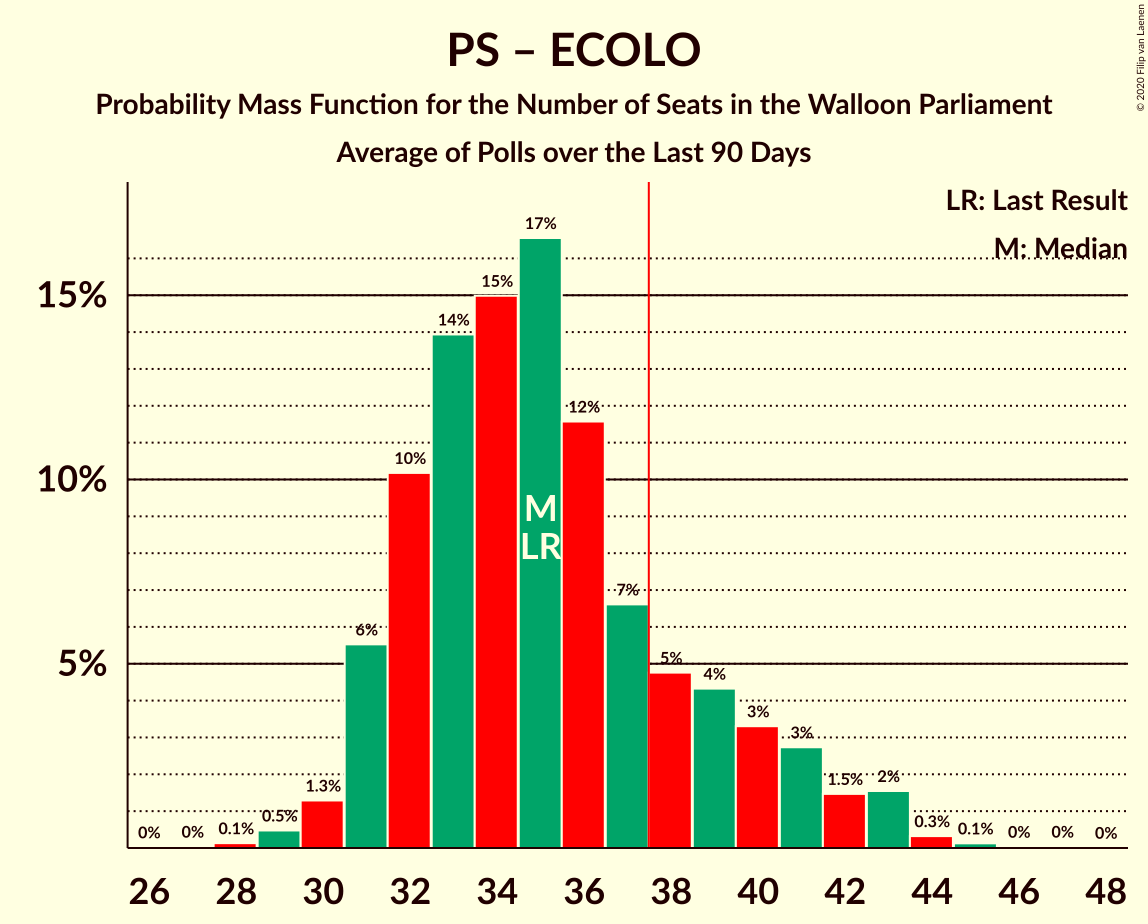 PS – ECOLO
Probability Mass Function for the Number of Seats in the Walloon Parliament
Average of Polls over the Last 90 Days
© 2020 Filip van Laenen
LR: Last Result
M: Median
15%
10%
5%
0%
0%
0.1%
0.5%
1.3%
6%
10%
14%
15%
17%
12%
7%
5%
4%
3%
3%
1.5%
2%
0.3%
0.1%
0%
0%
0%
M
LR
26 28 30 32 34 36 38 40 42 44 46 48